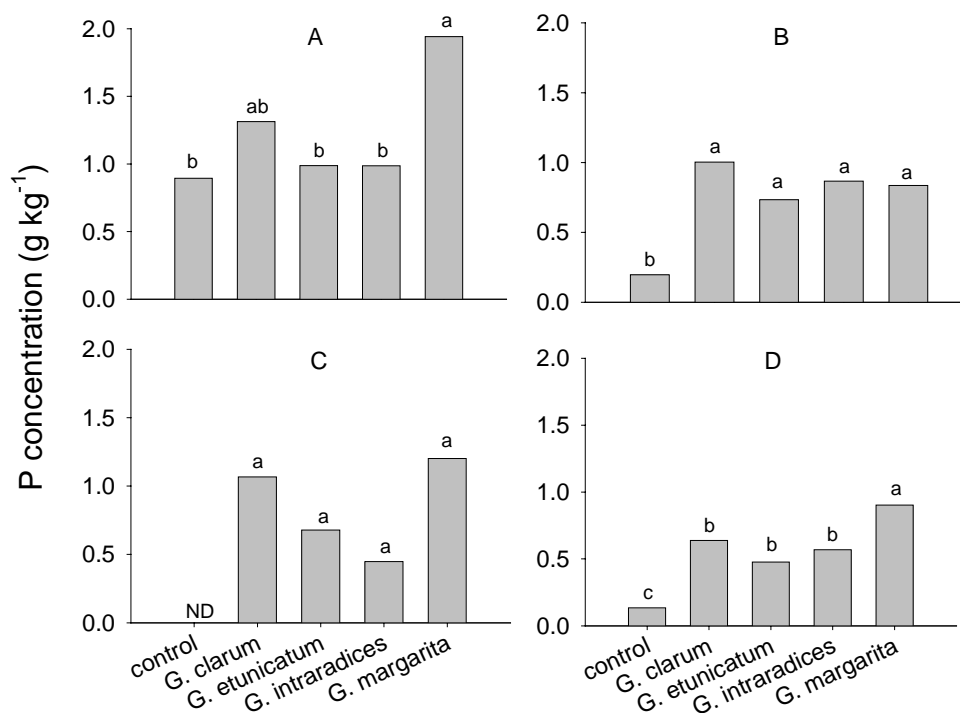 P concentration (g kg⁻¹)
A
2.0
1.5
1.0
0.5
0.0
b
ab
b
b
a
B
2.0
1.5
1.0
0.5
0.0
b
a
a
a
a
C
2.0
1.5
1.0
0.5
0.0
ND
a
a
a
a
control
G. clarum
G. etunicatum
G. intraradices
G. margarita
D
2.0
1.5
1.0
0.5
0.0
c
b
b
b
a
control
G. clarum
G. etunicatum
G. intraradices
G. margarita